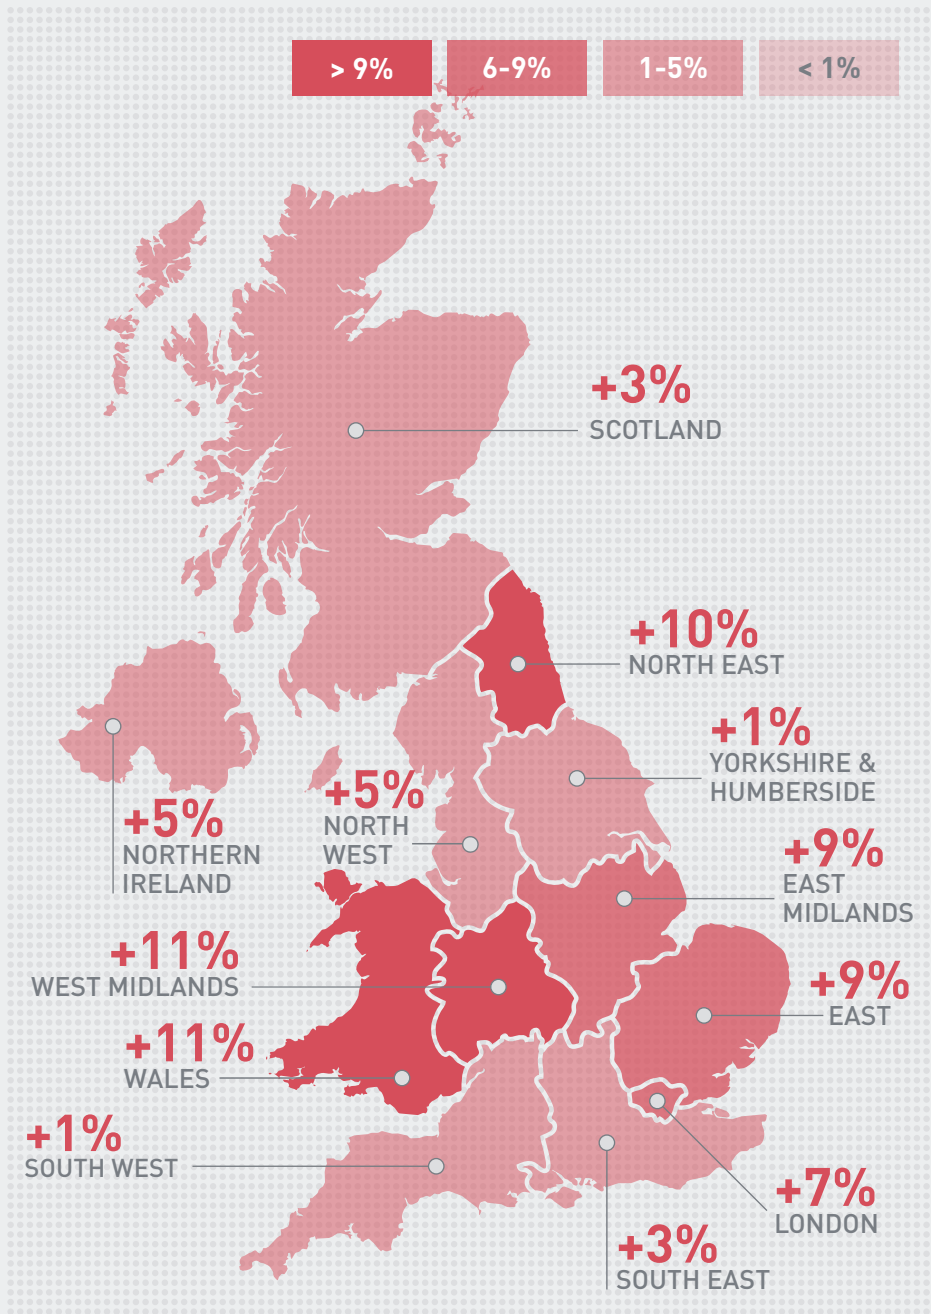 > 9% 6-9% 1-5% < 1%
+3%
SCOTLAND
+10%
NORTH EAST
+1%
YORKSHIRE &
HUMBERSIDE
+5%
NORTH
WEST
+5%
NORTHERN
IRELAND
+9%
EAST
MIDLANDS
+11%
WEST MIDLANDS
+9%
EAST
+11%
WALES
+1%
SOUTH WEST
+7%
LONDON
+3%
SOUTH EAST